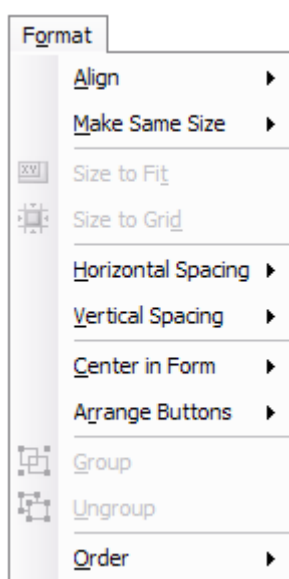 Format
Align
Make Same Size
XY
Size to Fit
Size to Grid
Horizontal Spacing
Vertical Spacing
Center in Form
Arrange Buttons
Group
Ungroup
Order